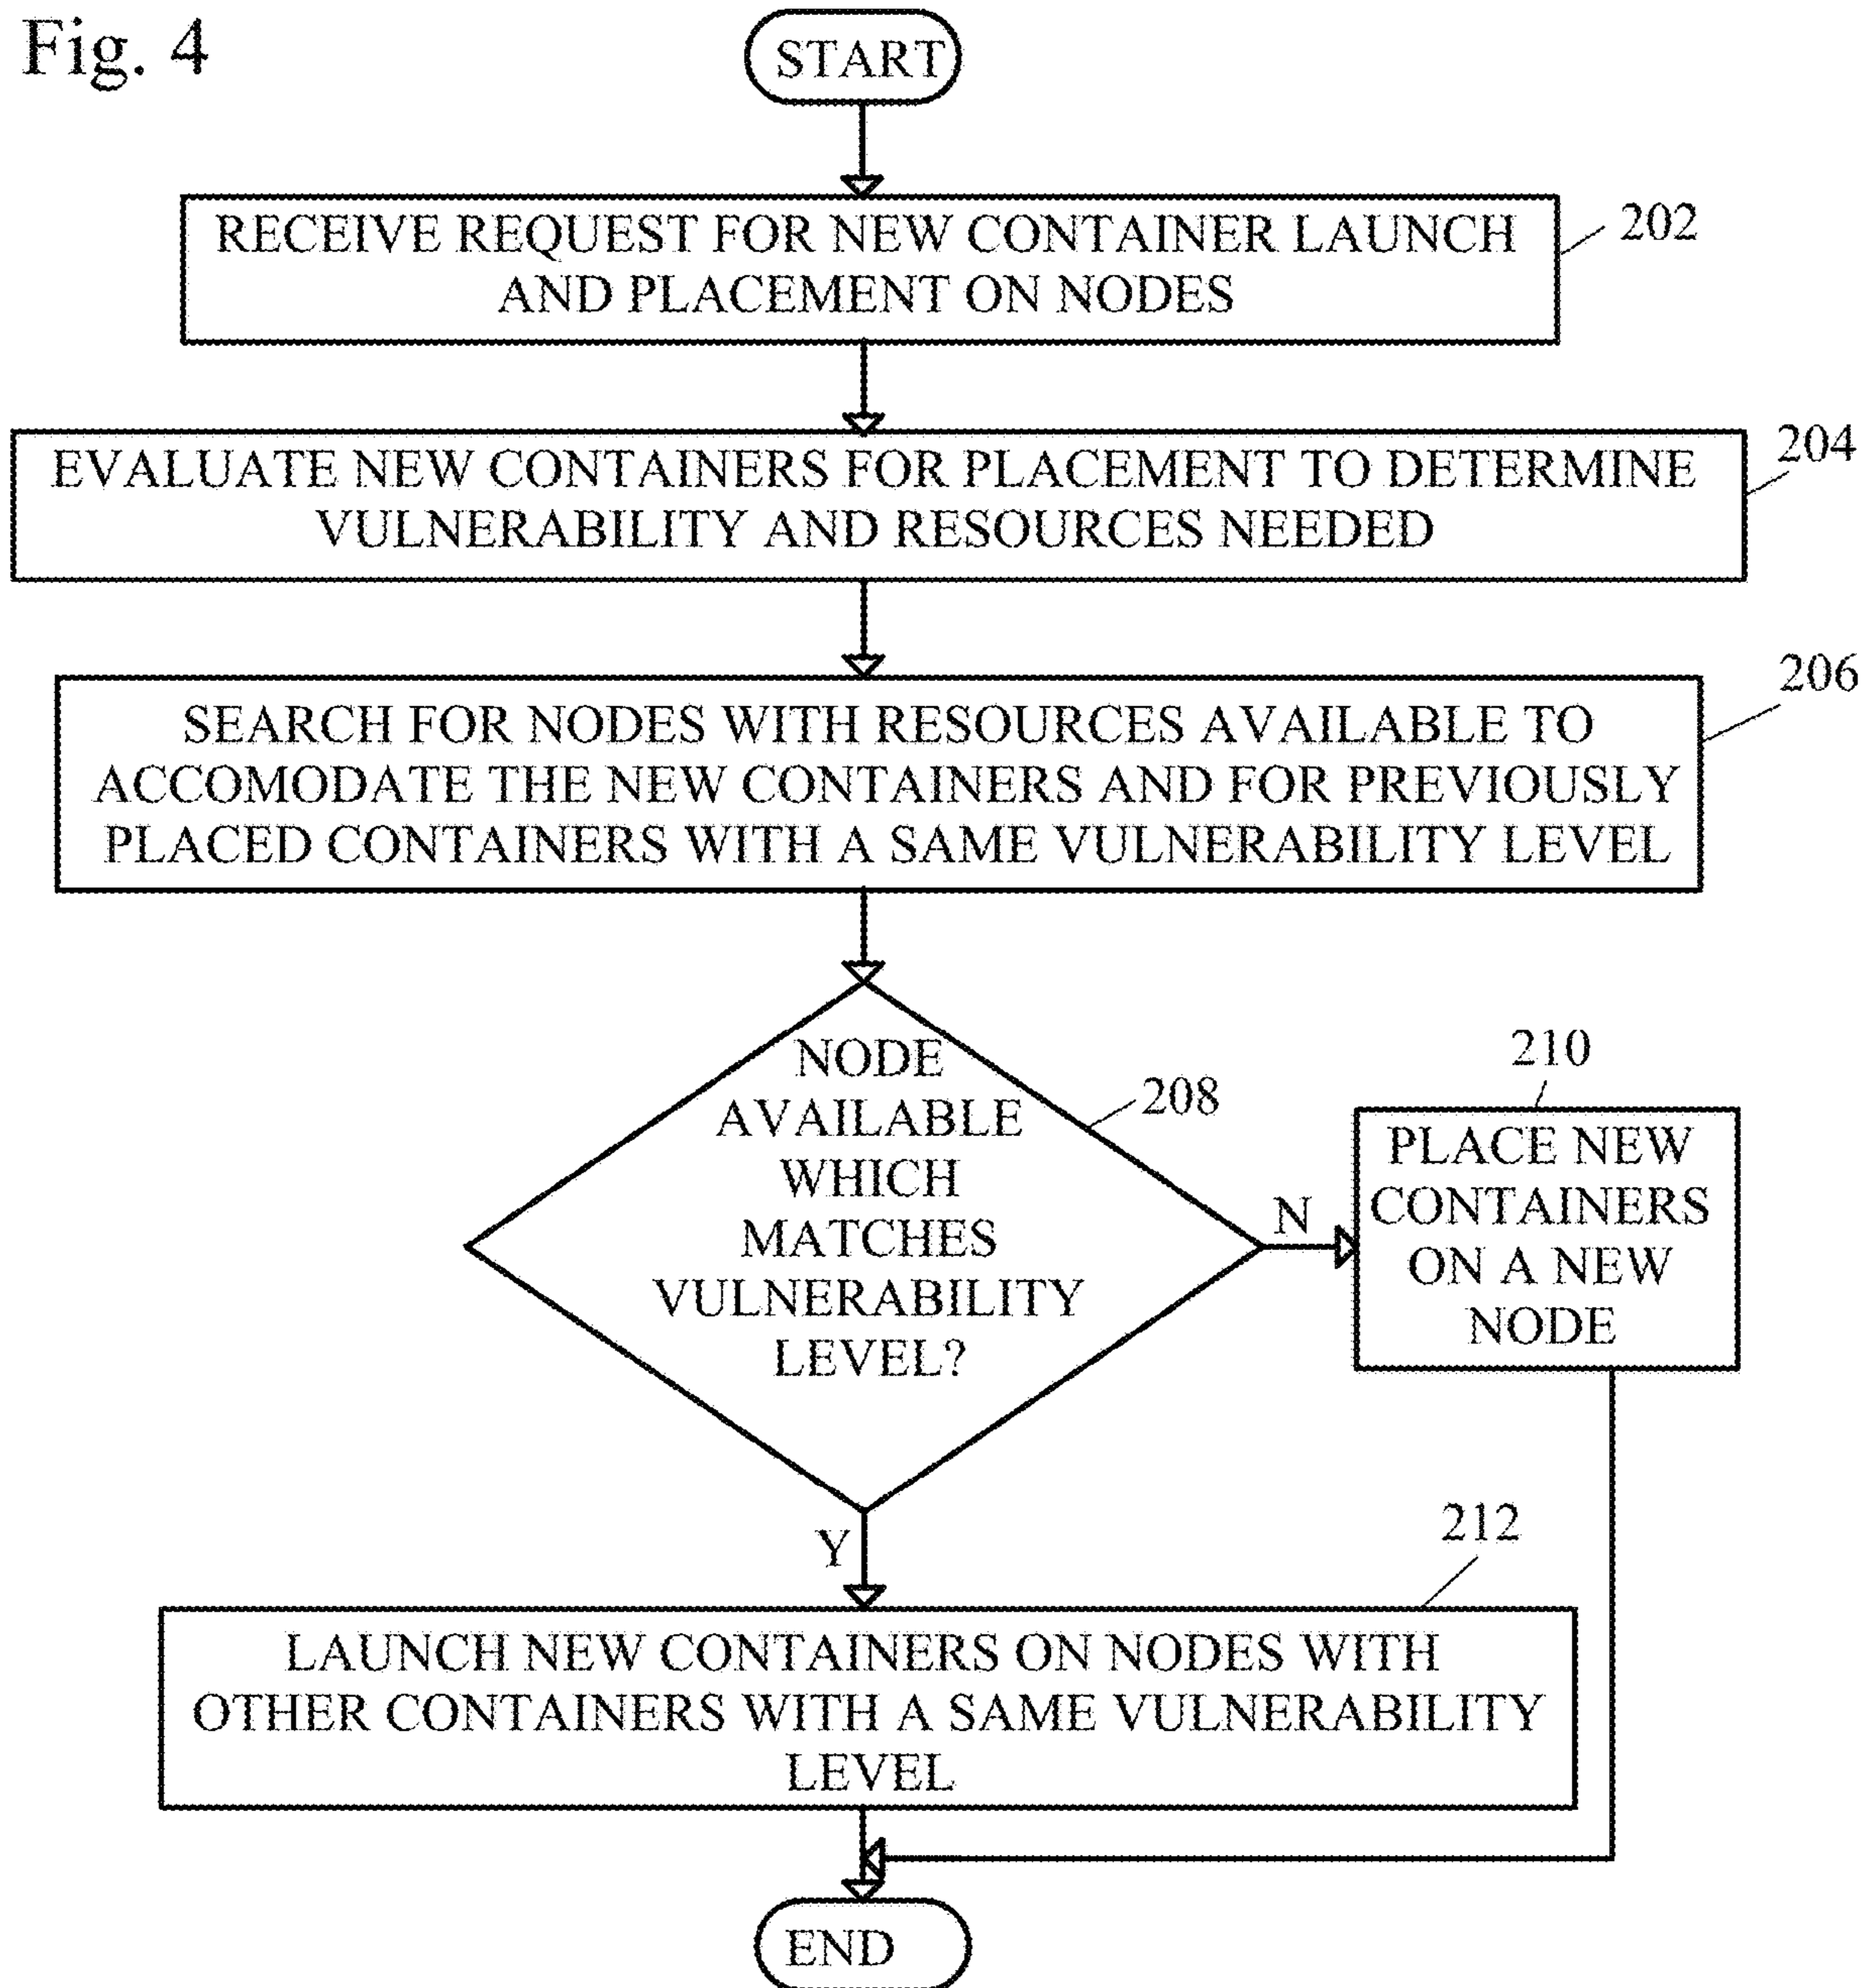 Fig. 4
START
RECEIVE REQUEST FOR NEW CONTAINER LAUNCH
AND PLACEMENT ON NODES
202
EVALUATE NEW CONTAINERS FOR PLACEMENT TO DETERMINE
VULNERABILITY AND RESOURCES NEEDED
204
SEARCH FOR NODES WITH RESOURCES AVAILABLE TO
ACCOMODATE THE NEW CONTAINERS AND FOR PREVIOUSLY
PLACED CONTAINERS WITH A SAME VULNERABILITY LEVEL
206
NODE
AVAILABLE
WHICH
MATCHES
VULNERABILITY
LEVEL?
208
N
210
PLACE NEW
CONTAINERS
ON A NEW
NODE
Y
212
LAUNCH NEW CONTAINERS ON NODES WITH
OTHER CONTAINERS WITH A SAME VULNERABILITY
LEVEL
END